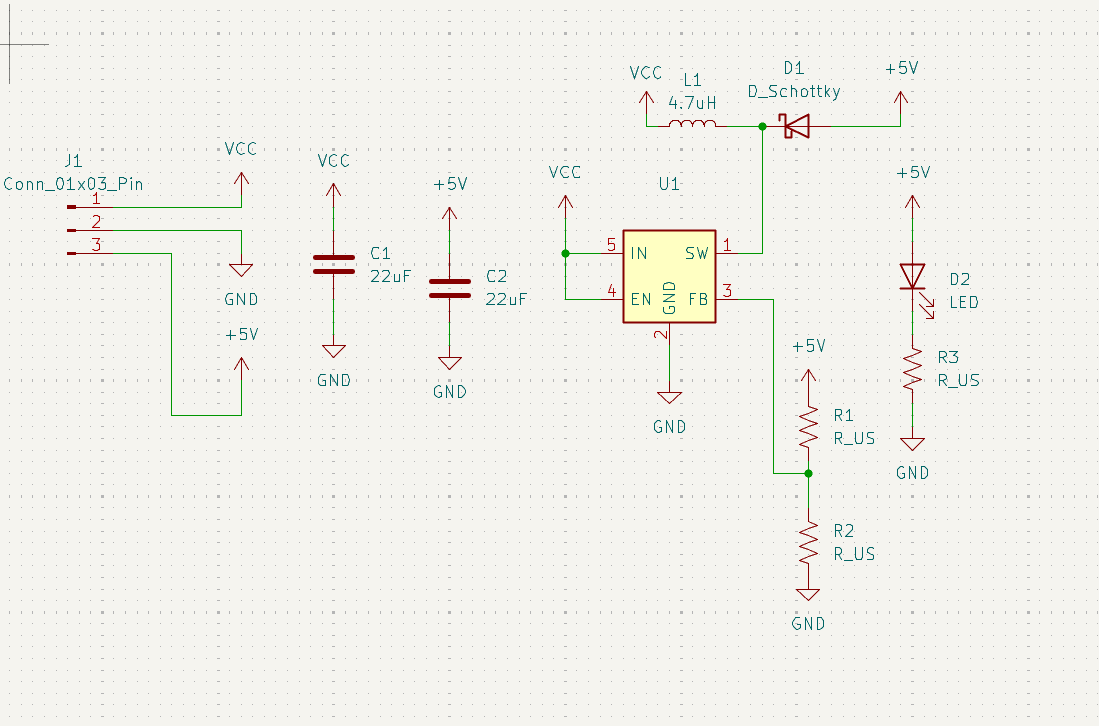 J1
Conn_01x03_Pin
1
2
3
VCC
GND
+5V
VCC
C1
22uF
GND
+5V
C2
22uF
GND
VCC
U1
5
IN
SW
1
4
EN
GND
FB
3
2
GND
VCC
L1
4.7uH
D1
D_Schottky
+5V
+5V
R1
R_US
R2
R_US
GND
+5V
D2
LED
R3
R_US
GND